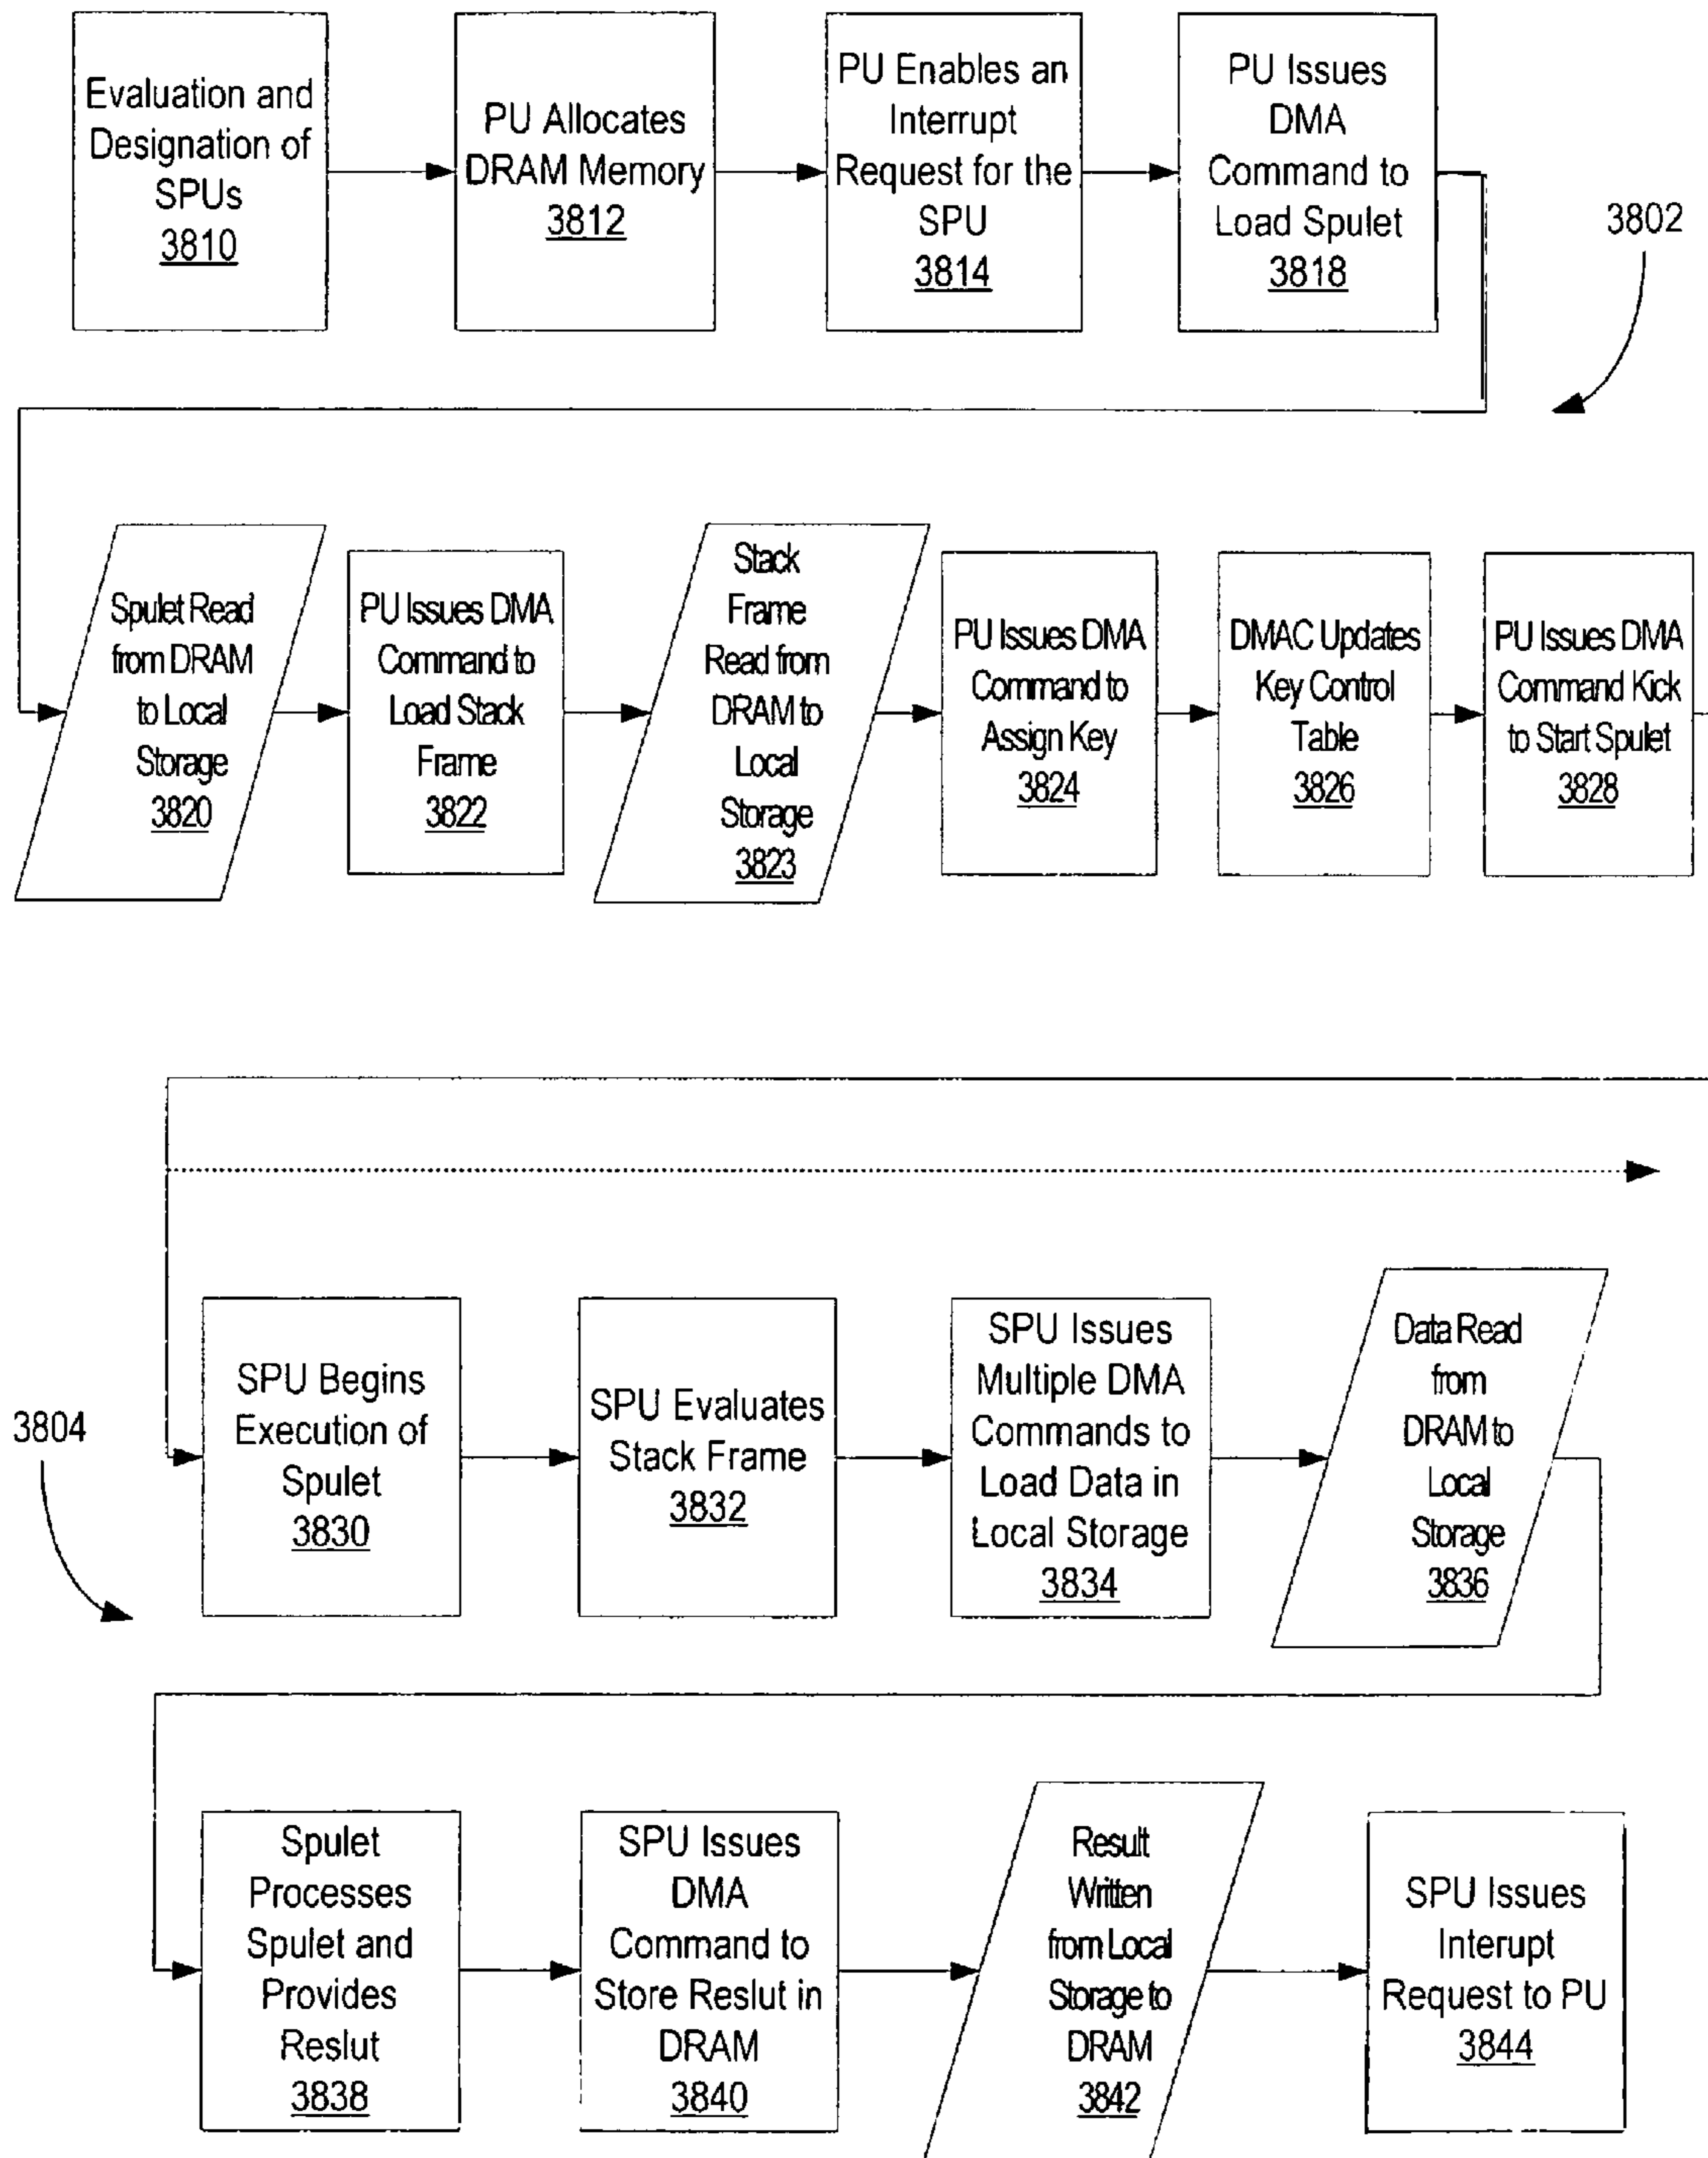 Evaluation and
Designation of
SPUs
3810
PU Allocates
DRAM Memory
3812
PU Enables an
Interrupt
Request for the
SPU
3814
PU Issues
DMA
Command to
Load Spulet
3818
3802
Spulet Read
from DRAM
to Local
Storage
3820
PU Issues DMA
Command to
Load Stack
Frame
3822
Stack
Frame
Read from
DRAM to
Local
Storage
3823
PU Issues DMA
Command to
Assign Key
3824
DMAC Updates
Key Control
Table
3826
PU Issues DMA
Command Kick
to Start Spulet
3828
3804
SPU Begins
Execution of
Spulet
3830
SPU Evaluates
Stack Frame
3832
SPU Issues
Multiple DMA
Commands to
Load Data in
Local Storage
3834
Data Read
from
DRAM to
Local
Storage
3836
Spulet
Processes
Spulet and
Provides
Reslut
3838
SPU Issues
DMA
Command to
Store Reslut in
DRAM
3840
Result
Written
from Local
Storage to
DRAM
3842
SPU Issues
Interupt
Request to PU
3844